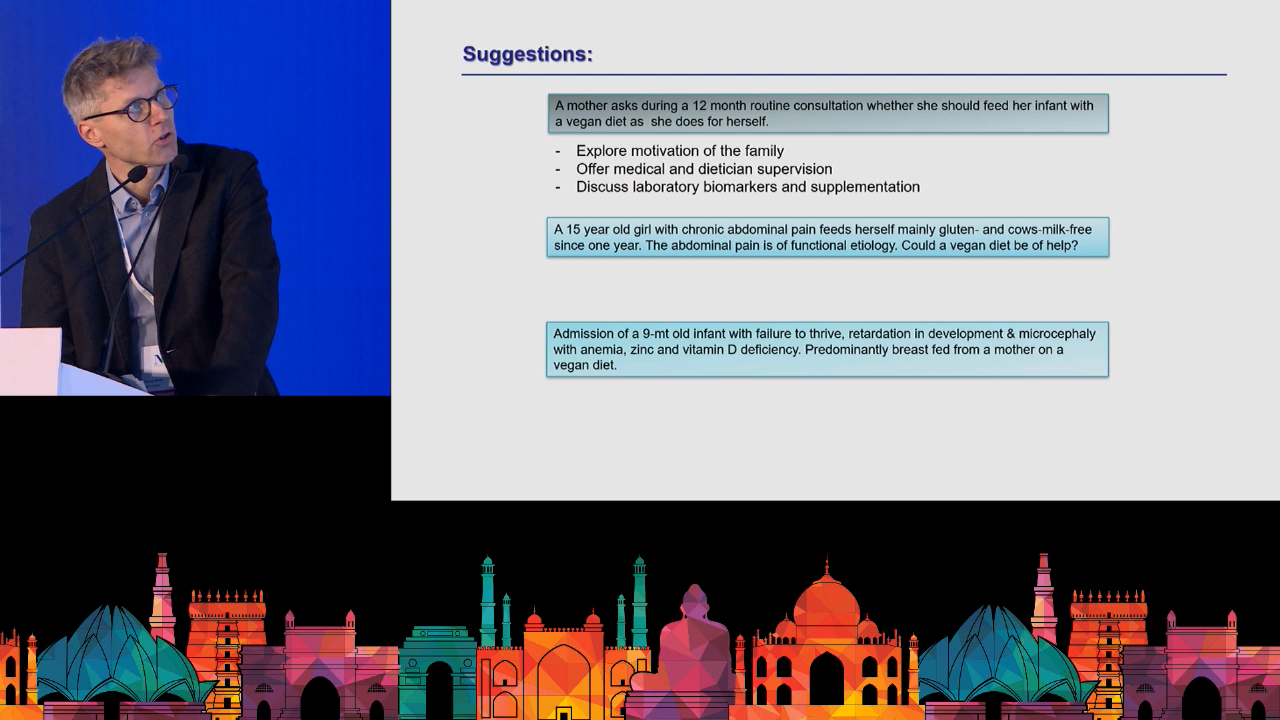 Suggestions:
A mother asks during a 12 month routine consultation whether she should feed her infant with
a vegan diet as she does for herself.
- Explore motivation of the family
- Offer medical and dietician supervision
- Discuss laboratory biomarkers and supplementation
A 15 year old girl with chronic abdominal pain feeds herself mainly gluten- and cows-milk-free
since one year. The abdominal pain is of functional etiology. Could a vegan diet be of help?
Admission of a 9-mt old infant with failure to thrive, retardation in development & microcephaly
with anemia, zinc and vitamin D deficiency. Predominantly breast fed from a mother on a
vegan diet.